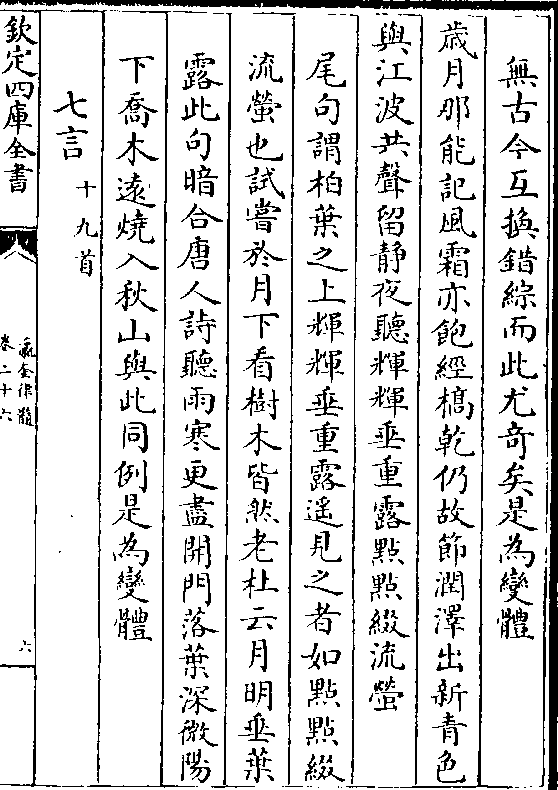 無古今互換錯綜而此尤竒矣是為變體
歳月那能記風霜亦飽經槁乾仍故節潤澤出新青色
與江波共聲留靜夜聽輝輝垂重露點點綴流螢
尾句謂柏葉之上輝輝垂重露遥見之者如點點綴
流螢也試嘗於月下看樹木皆然老杜云月明垂葉
露此句暗合唐人詩聽雨寒更盡開門落葉深微陽
下喬木遠燒入秋山與此同例是為變體
七言十九首
欽定四庫全書
瀛奎律髓
卷二十六
六